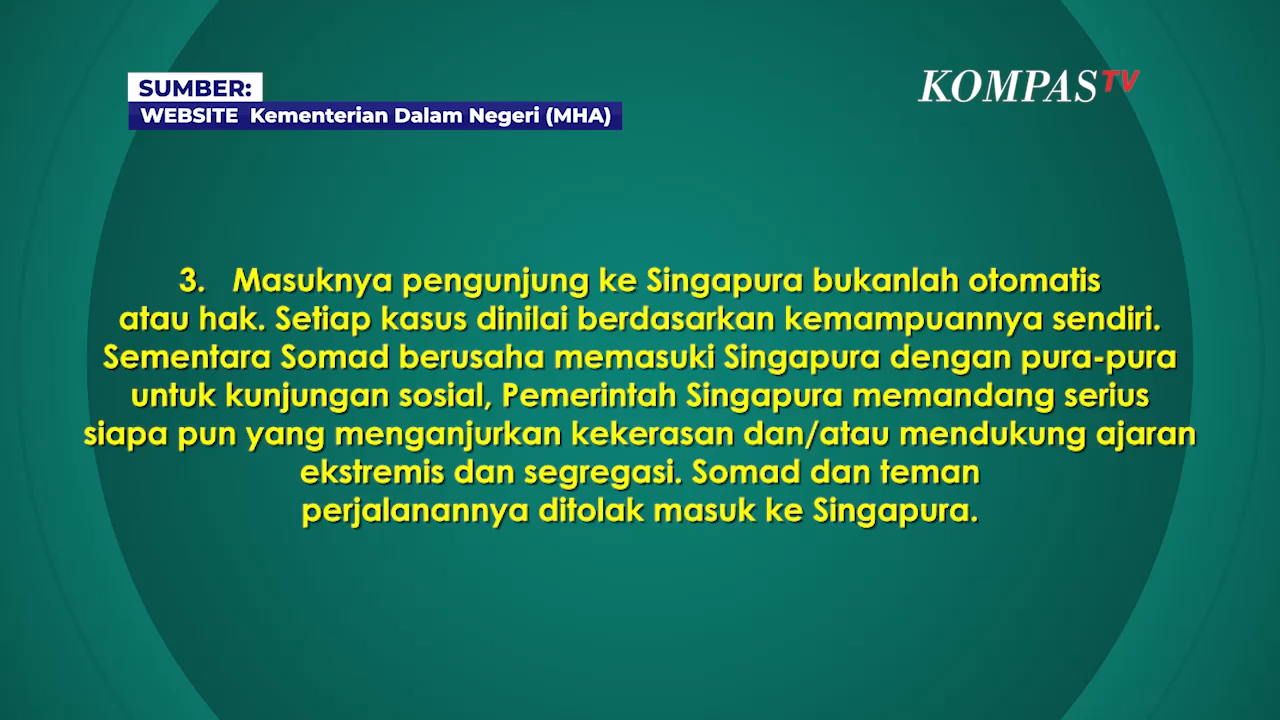 SUMBER:
WEBSITE Kementerian Dalam Negeri (MHA)
KOMPASTV
3. Masuknya pengunjung ke Singapura bukanlah otomatis
atau hak. Setiap kasus dinilai berdasarkan kemampuannya sendiri.
Sementara Somad berusaha memasuki Singapura dengan pura-pura
untuk kunjungan sosial, Pemerintah Singapura memandang serius
siapa pun yang menganjurkan kekerasan dan/atau mendukung ajaran
ekstremis dan segregasi. Somad dan teman
perjalanannya ditolak masuk ke Singapura.